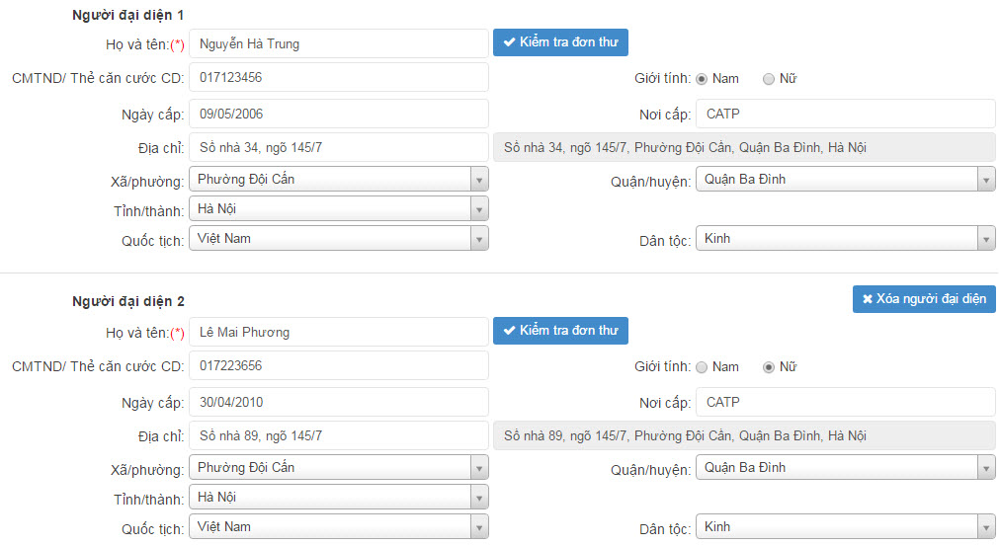 Người đại diện 1
Họ và tên:(*) Nguyễn Hà Trung Kiểm tra đơn thư
CMTND/ Thẻ căn cước CD: 017123456 Giới tính: Nam Nữ
Ngày cấp: 09/05/2006 Nơi cấp: CATP
Địa chỉ: Số nhà 34, ngõ 145/7 Số nhà 34, ngõ 145/7, Phường Đội Cấn, Quận Ba Đình, Hà Nội
Xã/phường: Phường Đội Cấn Quận/huyện: Quận Ba Đình
Tỉnh/thành: Hà Nội
Quốc tịch: Việt Nam Dân tộc: Kinh
Người đại diện 2 Xóa người đại diện
Họ và tên:(*) Lê Mai Phương Kiểm tra đơn thư
CMTND/ Thẻ căn cước CD: 017223656 Giới tính: Nam Nữ
Ngày cấp: 30/04/2010 Nơi cấp: CATP
Địa chỉ: Số nhà 89, ngõ 145/7 Số nhà 89, ngõ 145/7, Phường Đội Cấn, Quận Ba Đình, Hà Nội
Xã/phường: Phường Đội Cấn Quận/huyện: Quận Ba Đình
Tỉnh/thành: Hà Nội
Quốc tịch: Việt Nam Dân tộc: Kinh